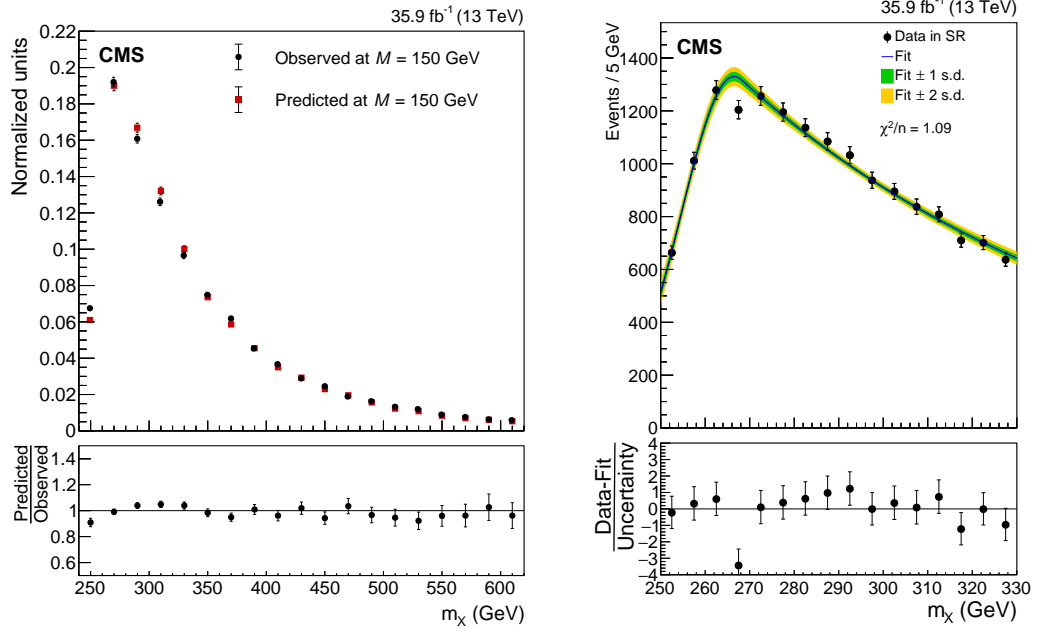 35.9 fb⁻¹ (13 TeV)
CMS
Observed at M = 150 GeV
Predicted at M = 150 GeV
Normalized units
0.22
0.2
0.18
0.16
0.14
0.12
0.1
0.08
0.06
0.04
0.02
0
Predicted
Observed
1.4
1.2
1
0.8
0.6
250 300 350 400 450 500 550 600
m_X (GeV)
35.9 fb⁻¹ (13 TeV)
CMS
Data in SR
Fit
Fit ± 1 s.d.
Fit ± 2 s.d.
χ²/n = 1.09
Events / 5 GeV
1400
1200
1000
800
600
400
200
0
Data-Fit
Uncertainty
4
3
2
1
0
−1
−2
−3
−4
250 260 270 280 290 300 310 320 330
m_X (GeV)